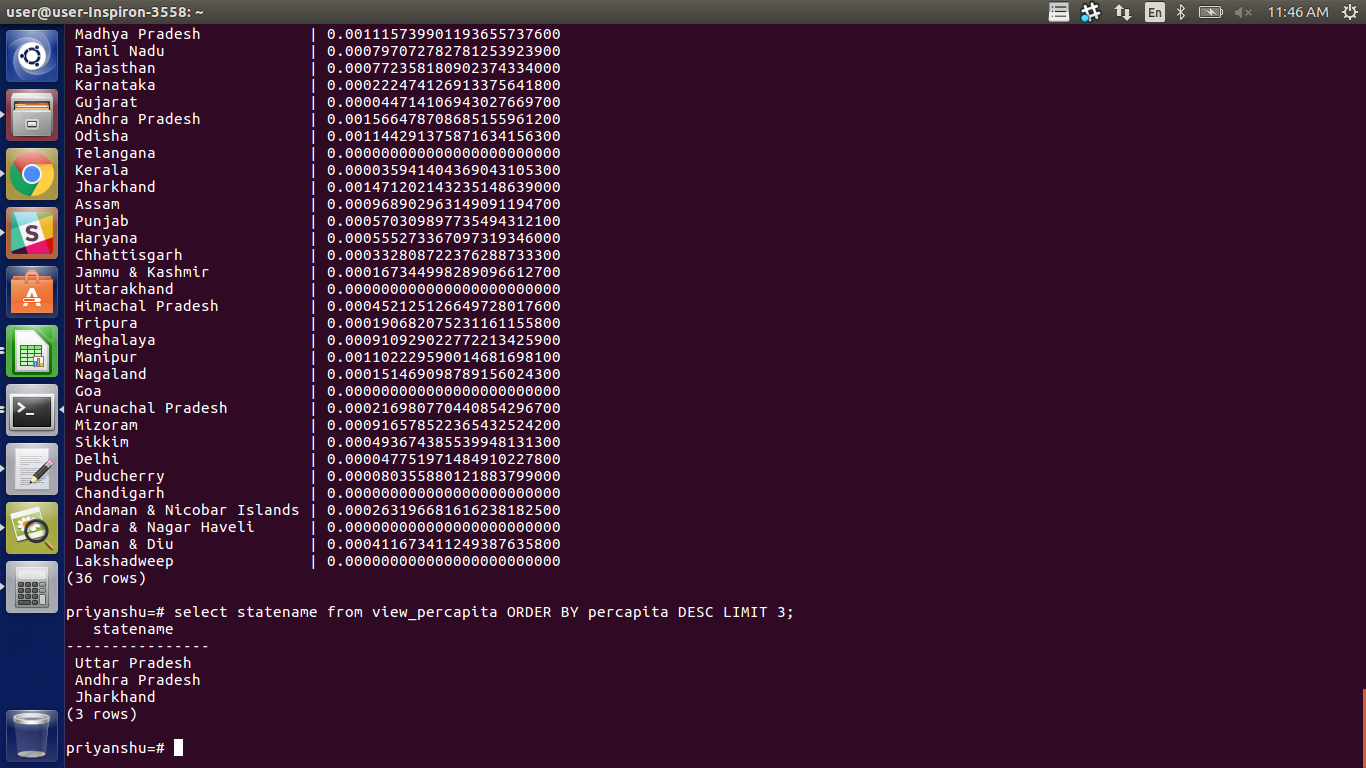 user@user-Inspiron-3558: ~
En
11:46 AM
Madhya Pradesh | 0.001115739901193655737600
Tamil Nadu | 0.000797072782781253923900
Rajasthan | 0.000772358180902374334000
Karnataka | 0.000222474126913375641800
Gujarat | 0.000044714106943027669700
Andhra Pradesh | 0.001566478708685155961200
Odisha | 0.001144291375871634156300
Telangana | 0.000000000000000000000000
Kerala | 0.000035941404369043105300
Jharkhand | 0.001471202143235148639000
Assam | 0.000968902963149091194700
Punjab | 0.000570309897735494312100
Haryana | 0.000555273367097319346000
Chhattisgarh | 0.000332808722376288733300
Jammu & Kashmir | 0.000167344998289096612700
Uttarakhand | 0.000000000000000000000000
Himachal Pradesh | 0.000452125126649728017600
Tripura | 0.000190682075231161155800
Meghalaya | 0.000910929022772213425900
Manipur | 0.001102229590014681698100
Nagaland | 0.000151469098789156024300
Goa | 0.000000000000000000000000
Arunachal Pradesh | 0.000216980770440854296700
Mizoram | 0.000916578522365432524200
Sikkim | 0.000493674385539948131300
Delhi | 0.000047751971484910227800
Puducherry | 0.000080355880121883799000
Chandigarh | 0.000000000000000000000000
Andaman & Nicobar Islands | 0.000263196681616238182500
Dadra & Nagar Haveli | 0.000000000000000000000000
Daman & Diu | 0.000411673411249387635800
Lakshadweep | 0.000000000000000000000000
(36 rows)
priyanshu=# select statename from view_percapita ORDER BY percapita DESC LIMIT 3;
statename
----------------
Uttar Pradesh
Andhra Pradesh
Jharkhand
(3 rows)
priyanshu=#